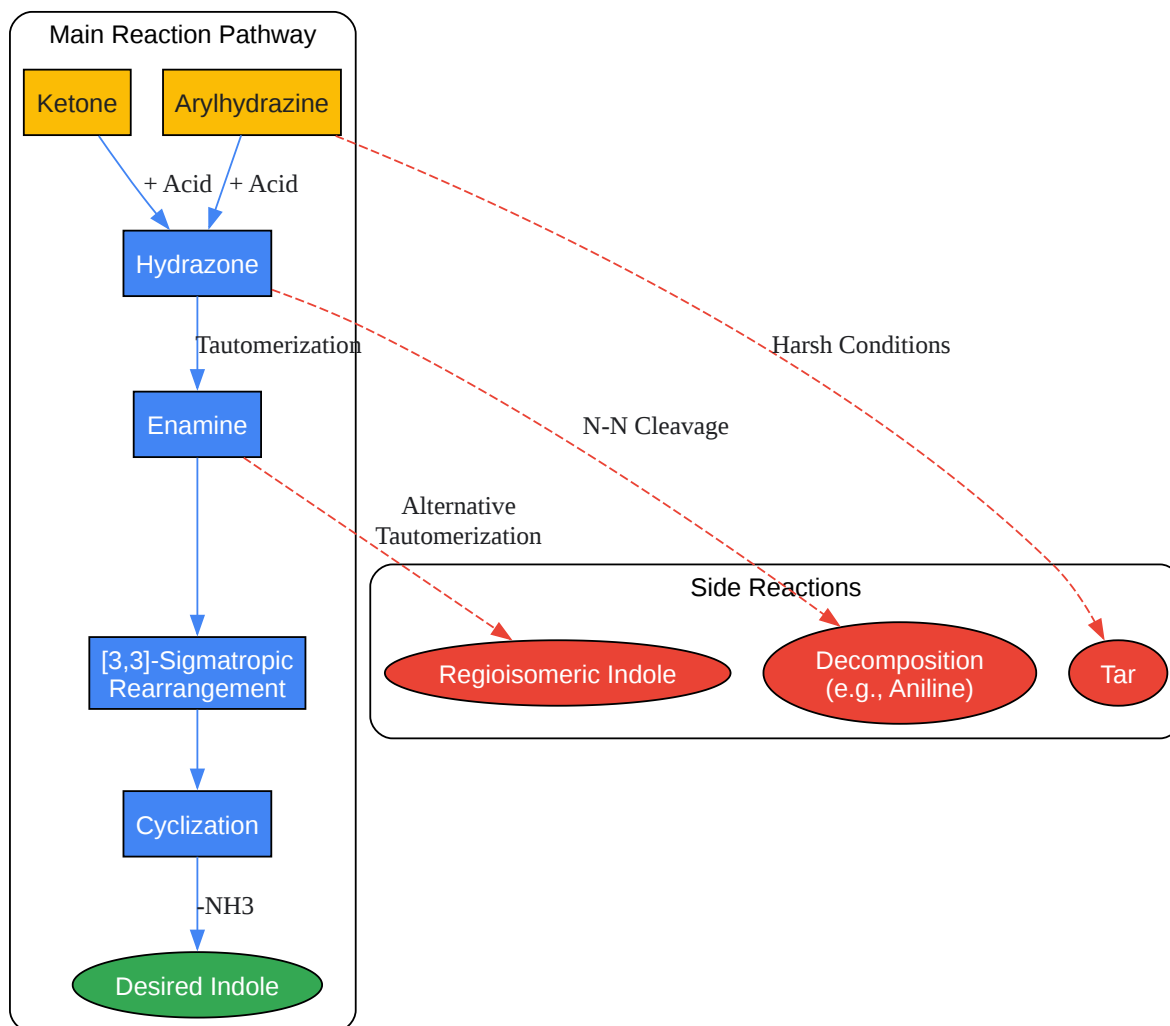 Main Reaction Pathway
Ketone
Arylhydrazine
+ Acid
+ Acid
Hydrazone
Tautomerization
Harsh Conditions
Enamine
N-N Cleavage
Alternative
Tautomerization
Side Reactions
[3,3]-Sigmatropic
Rearrangement
Regioisomeric Indole
Decomposition
(e.g., Aniline)
Tar
Cyclization
-NH3
Desired Indole